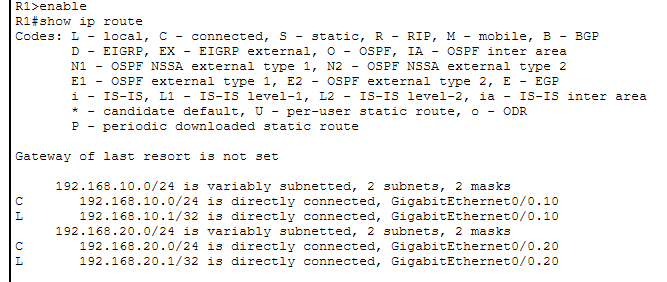 R1>enable
R1#show ip route
Codes: L - local, C - connected, S - static, R - RIP, M - mobile, B - BGP
       D - EIGRP, EX - EIGRP external, O - OSPF, IA - OSPF inter area
       N1 - OSPF NSSA external type 1, N2 - OSPF NSSA external type 2
       E1 - OSPF external type 1, E2 - OSPF external type 2, E - EGP
       i - IS-IS, L1 - IS-IS level-1, L2 - IS-IS level-2, ia - IS-IS inter area
       * - candidate default, U - per-user static route, o - ODR
       P - periodic downloaded static route

Gateway of last resort is not set

     192.168.10.0/24 is variably subnetted, 2 subnets, 2 masks
C       192.168.10.0/24 is directly connected, GigabitEthernet0/0.10
L       192.168.10.1/32 is directly connected, GigabitEthernet0/0.10
     192.168.20.0/24 is variably subnetted, 2 subnets, 2 masks
C       192.168.20.0/24 is directly connected, GigabitEthernet0/0.20
L       192.168.20.1/32 is directly connected, GigabitEthernet0/0.20